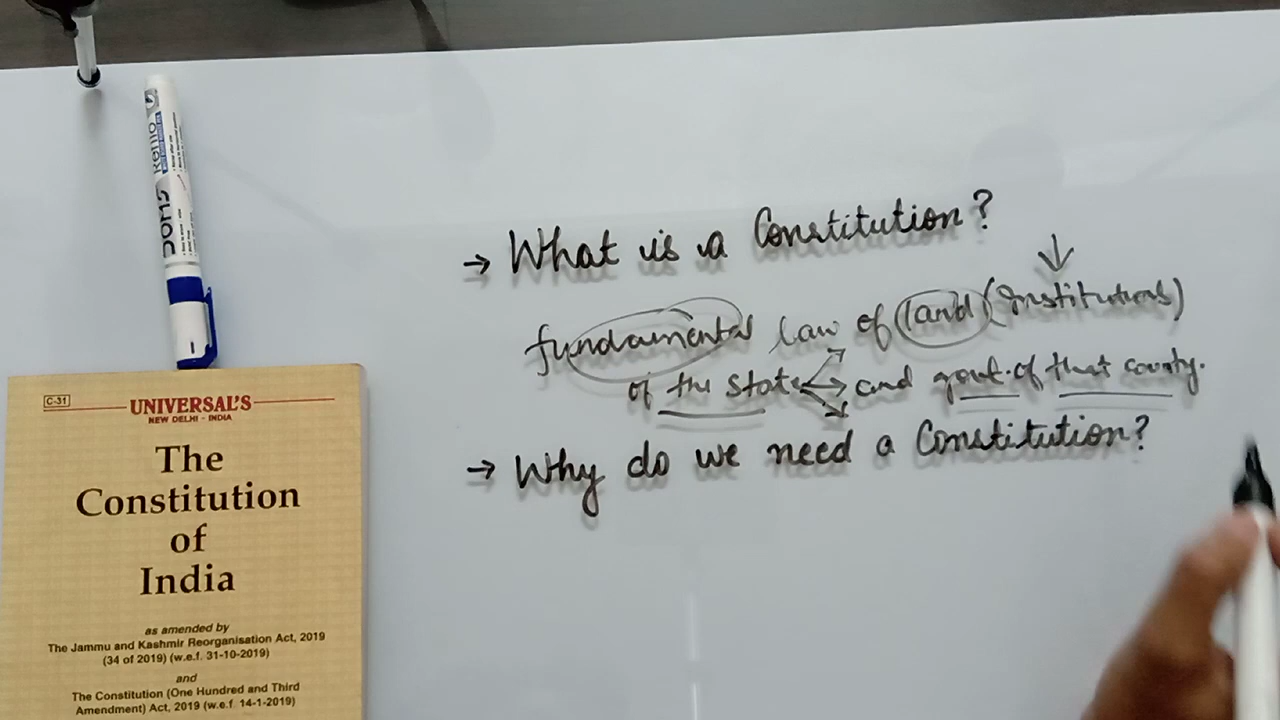 DOMS
→ What is a Constitution?
fundamental law of land (Institutions)
of the state and govt. of that county.
→ Why do we need a Constitution?
C-31
UNIVERSAL'S
NEW DELHI - INDIA
The
Constitution
of
India
as amended by
The Jammu and Kashmir Reorganisation Act, 2019
(34 of 2019) (w.e.f. 31-10-2019)
and
The Constitution (One Hundred and Third
Amendment) Act, 2019 (w.e.f. 14-1-2019)